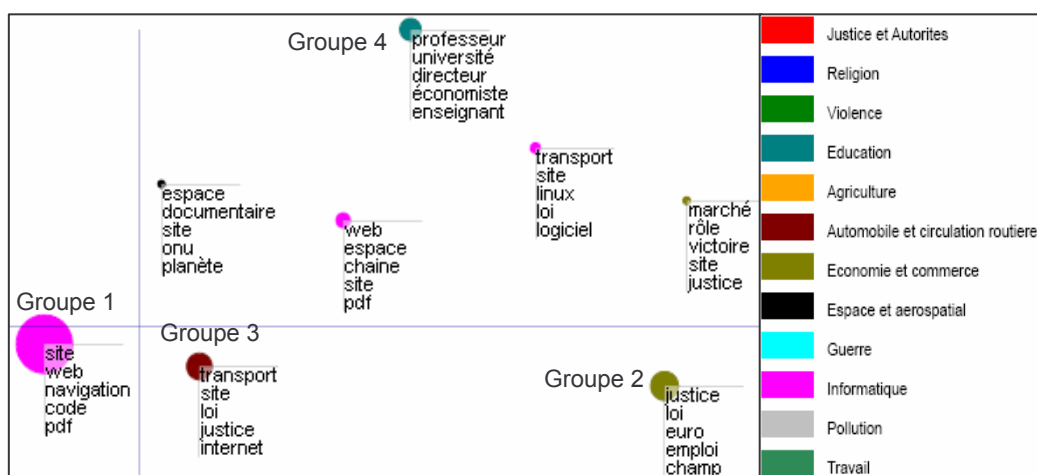 Groupe 4
professeur
université
directeur
économiste
enseignant
transport
site
linux
loi
logiciel
espace
documentaire
site
onu
planète
web
espace
chaine
site
pdf
marché
rôle
victoire
site
justice
Groupe 1
site
web
navigation
code
pdf
Groupe 3
transport
site
loi
justice
internet
Groupe 2
justice
loi
euro
emploi
champ
Justice et Autorites
Religion
Violence
Education
Agriculture
Automobile et circulation routiere
Economie et commerce
Espace et aerospatial
Guerre
Informatique
Pollution
Travail